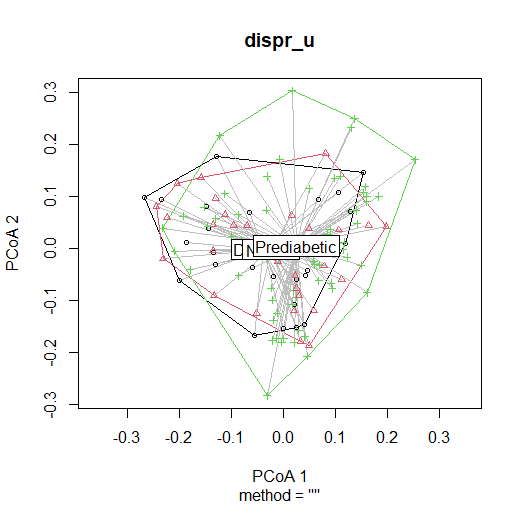 dispr_u
0.3
0.2
0.1
0.0
-0.1
-0.2
-0.3
PCoA 2
D N Prediabetic
-0.3 -0.2 -0.1 0.0 0.1 0.2 0.3
PCoA 1
method = ""